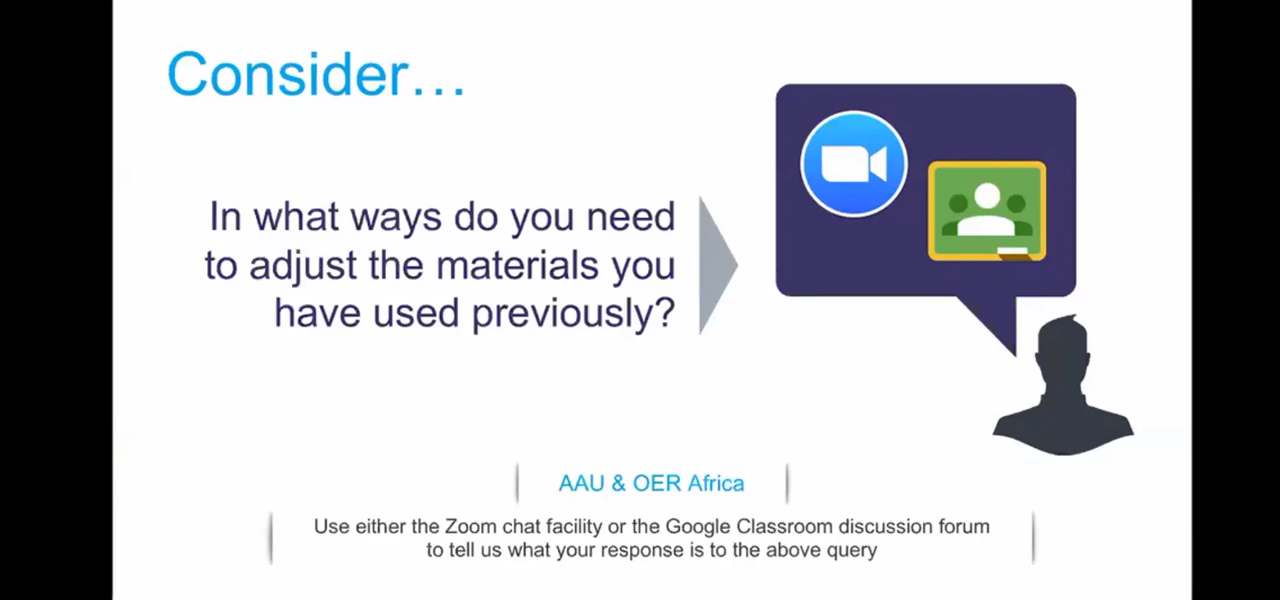 Consider…
In what ways do you need
to adjust the materials you
have used previously?
AAU & OER Africa
Use either the Zoom chat facility or the Google Classroom discussion forum
to tell us what your response is to the above query